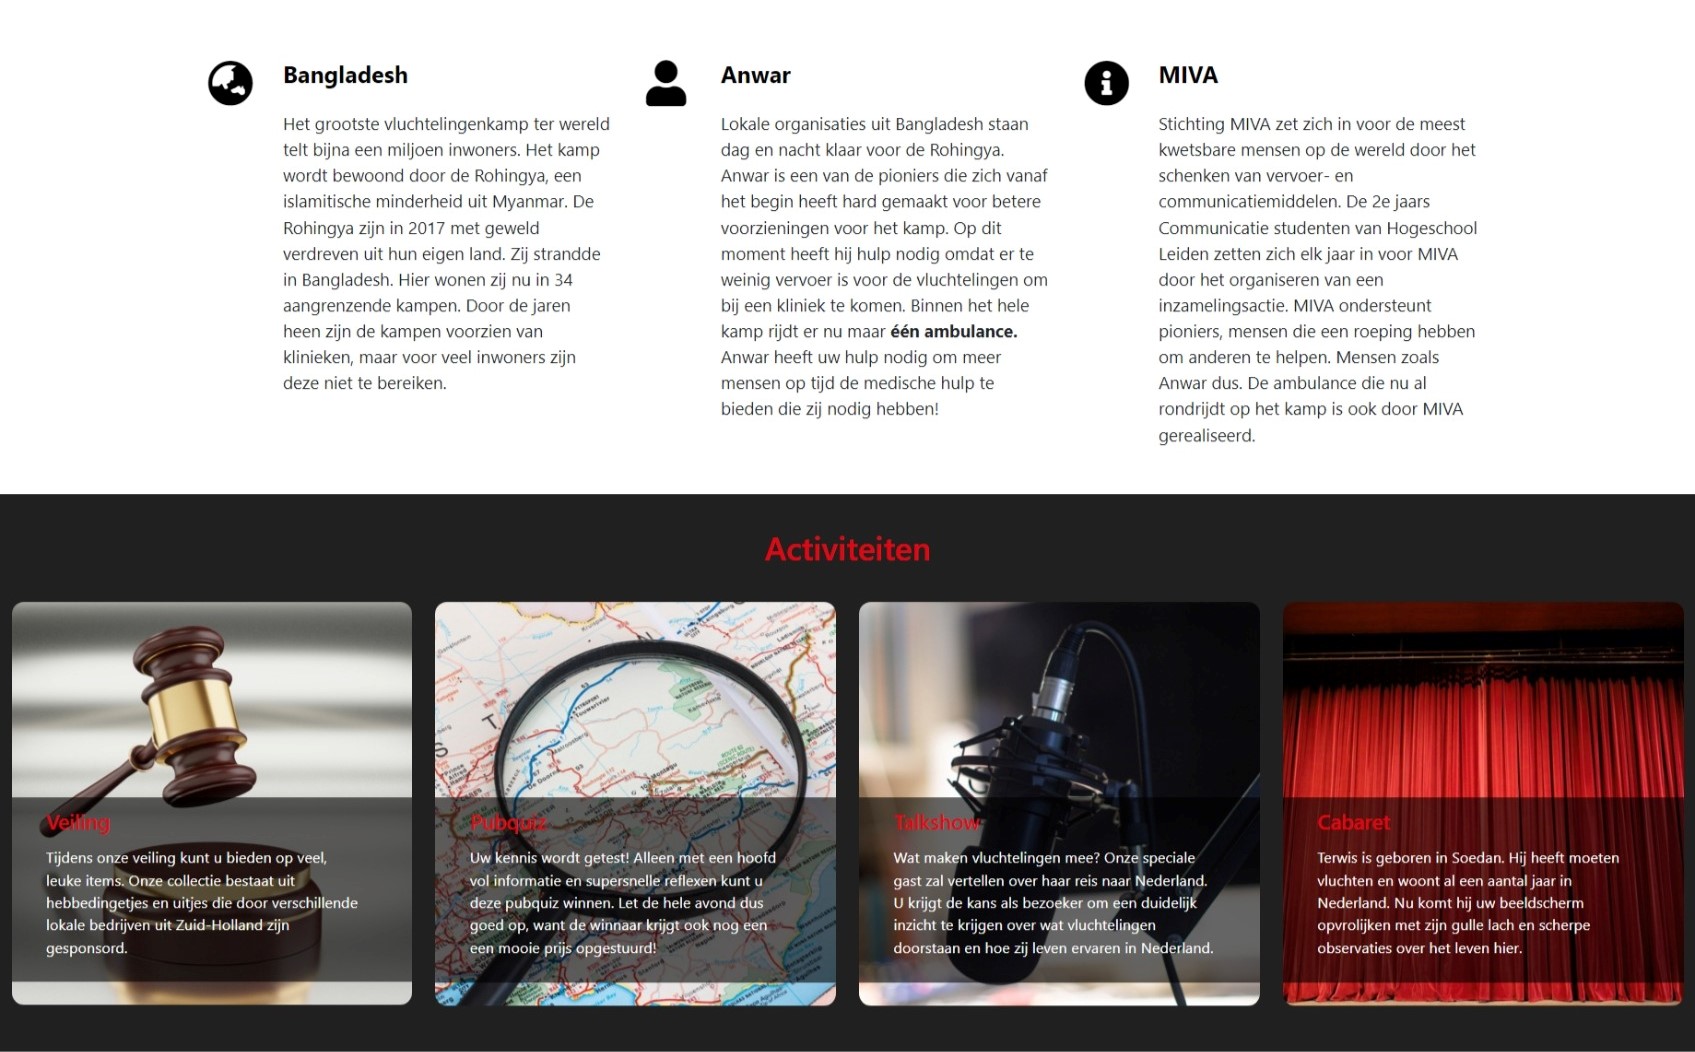 Bangladesh
Het grootste vluchtelingenkamp ter wereld
telt bijna een miljoen inwoners. Het kamp
wordt bewoond door de Rohingya, een
islamitische minderheid uit Myanmar. De
Rohingya zijn in 2017 met geweld
verdreven uit hun eigen land. Zij strandde
in Bangladesh. Hier wonen zij nu in 34
aangrenzende kampen. Door de jaren
heen zijn de kampen voorzien van
klinieken, maar voor veel inwoners zijn
deze niet te bereiken.
Anwar
Lokale organisaties uit Bangladesh staan
dag en nacht klaar voor de Rohingya.
Anwar is een van de pioniers die zich vanaf
het begin heeft hard gemaakt voor betere
voorzieningen voor het kamp. Op dit
moment heeft hij hulp nodig omdat er te
weinig vervoer is voor de vluchtelingen om
bij een kliniek te komen. Binnen het hele
kamp rijdt er nu maar één ambulance.
Anwar heeft uw hulp nodig om meer
mensen op tijd de medische hulp te
bieden die zij nodig hebben!
MIVA
Stichting MIVA zet zich in voor de meest
kwetsbare mensen op de wereld door het
schenken van vervoer- en
communicatiemiddelen. De 2e jaars
Communicatie studenten van Hogeschool
Leiden zetten zich elk jaar in voor MIVA
door het organiseren van een
inzamelingsactie. MIVA ondersteunt
pioniers, mensen die een roeping hebben
om anderen te helpen. Mensen zoals
Anwar dus. De ambulance die nu al
rondrijdt op het kamp is ook door MIVA
gerealiseerd.
Activiteiten
Veiling
Tijdens onze veiling kunt u bieden op veel,
leuke items. Onze collectie bestaat uit
hebbedingetjes en uitjes die door verschillende
lokale bedrijven uit Zuid-Holland zijn
gesponsord.
Pubquiz
Uw kennis wordt getest! Alleen met een hoofd
vol informatie en supersnelle reflexen kunt u
deze pubquiz winnen. Let de hele avond dus
goed op, want de winnaar krijgt ook nog een
een mooie prijs opgestuurd!
Talkshow
Wat maken vluchtelingen mee? Onze speciale
gast zal vertellen over haar reis naar Nederland.
U krijgt de kans als bezoeker om een duidelijk
inzicht te krijgen over wat vluchtelingen
doorstaan en hoe zij leven ervaren in Nederland.
Cabaret
Terwis is geboren in Soedan. Hij heeft moeten
vluchten en woont al een aantal jaar in
Nederland. Nu komt hij uw beeldscherm
opvrolijken met zijn gulle lach en scherpe
observaties over het leven hier.